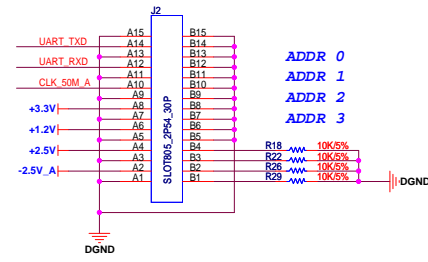 J2
A15 B15
UART_TXD A14 B14
A13 B13
UART_RXD A12 B12
A11 B11
CLK_50M_A A10 B10
A9 B9
+3.3V A8 B8
A7 B7
+1.2V A6 B6
A5 B5
+2.5V A4 B4 R18 10K/5%
A3 B3 R22 10K/5%
-2.5V_A A2 B2 R26 10K/5%
A1 B1 R29 10K/5%
SLOT805_2P54_30P
ADDR 0
ADDR 1
ADDR 2
ADDR 3
DGND
DGND